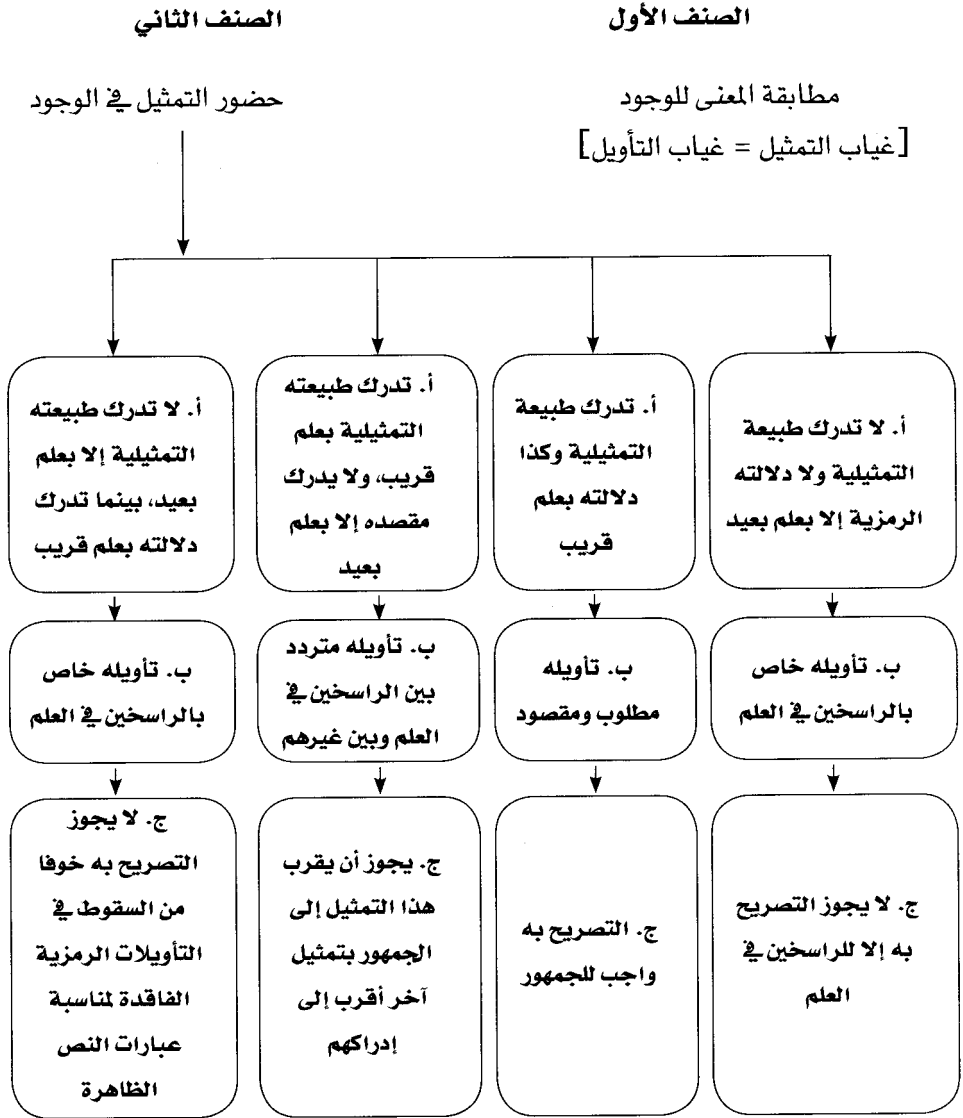 الصنف الأول
الصنف الثاني
مطابقة المعنى للوجود
[غياب التمثيل = غياب التأويل]
حضور التمثيل في الوجود
أ. لا تدرك طبيعة
التمثيلية ولا دلالته
الرمزية إلا بعلم بعيد
ب. تأويله خاص
بالراسخين في العلم
ج. لا يجوز التصريح
به إلا للراسخين في
العلم
أ. تدرك طبيعة
التمثيلية وكذا
دلالته بعلم
قريب
ب. تأويله
مطلوب ومقصود
ج. التصريح به
واجب للجمهور
أ. تدرك طبيعته
التمثيلية بعلم
قريب، ولا يدرك
مقصده إلا بعلم
بعيد
ب. تأويله متردد
بين الراسخين في
العلم وبين غيرهم
ج. يجوز أن يقرب
هذا التمثيل إلى
الجمهور بتمثيل
آخر أقرب إلى
إدراكهم
أ. لا تدرك طبيعته
التمثيلية إلا بعلم
بعيد، بينما تدرك
دلالته بعلم قريب
ب. تأويله خاص
بالراسخين في العلم
ج. لا يجوز
التصريح به خوفا
من السقوط في
التأويلات الرمزية
الفاقدة لمناسبة
عبارات النص
الظاهرة